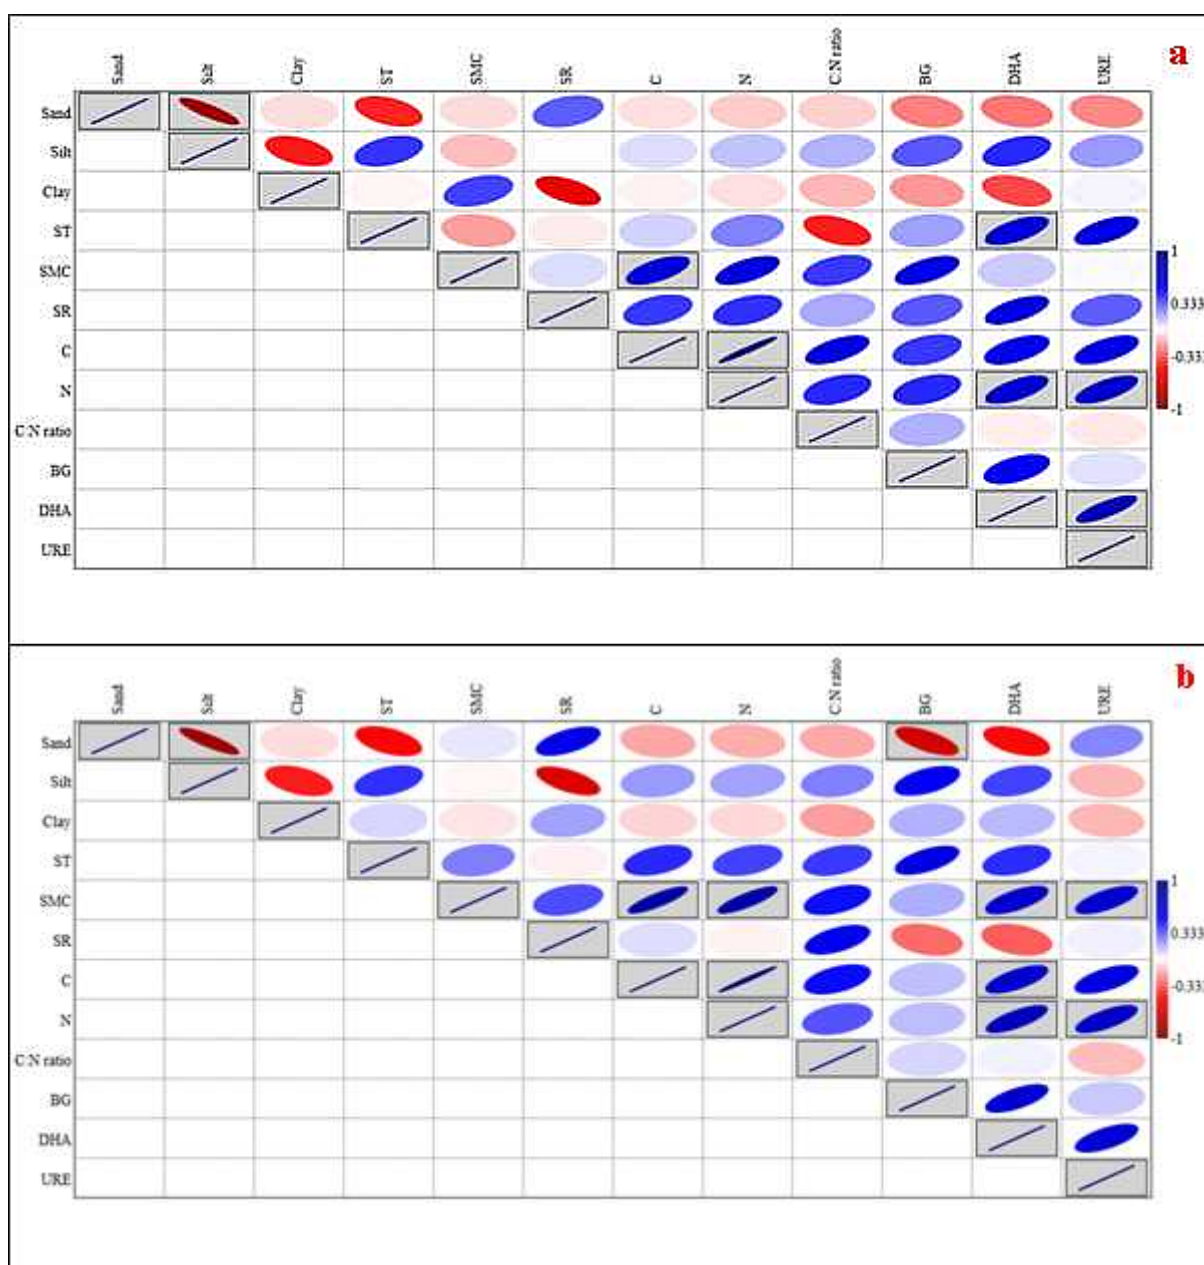 a
Sand Silt Clay ST SMC SR C N C:N ratio BG DHA URE
Sand
Silt
Clay
ST
SMC
SR
C
N
C:N ratio
BG
DHA
URE
1
0.333
-0.333
-1
b
Sand Silt Clay ST SMC SR C N C:N ratio BG DHA URE
Sand
Silt
Clay
ST
SMC
SR
C
N
C:N ratio
BG
DHA
URE
1
0.333
-0.333
-1